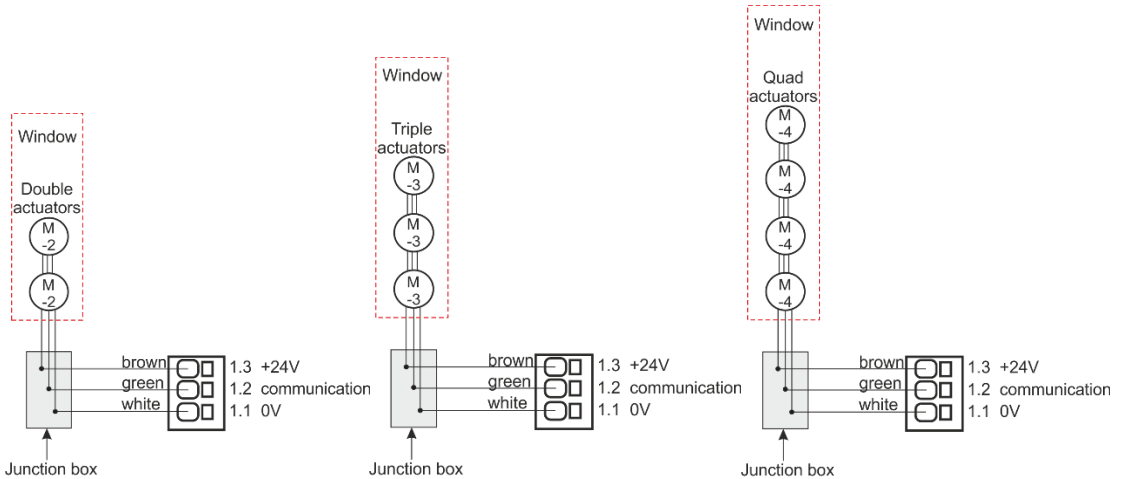 Window
Double
actuators
M
-2
M
-2
brown
1.3 +24V
green
1.2 communication
white
1.1 0V
Junction box
Window
Triple
actuators
M
-3
M
-3
M
-3
brown
1.3 +24V
green
1.2 communication
white
1.1 0V
Junction box
Window
Quad
actuators
M
-4
M
-4
M
-4
M
-4
brown
1.3 +24V
green
1.2 communication
white
1.1 0V
Junction box